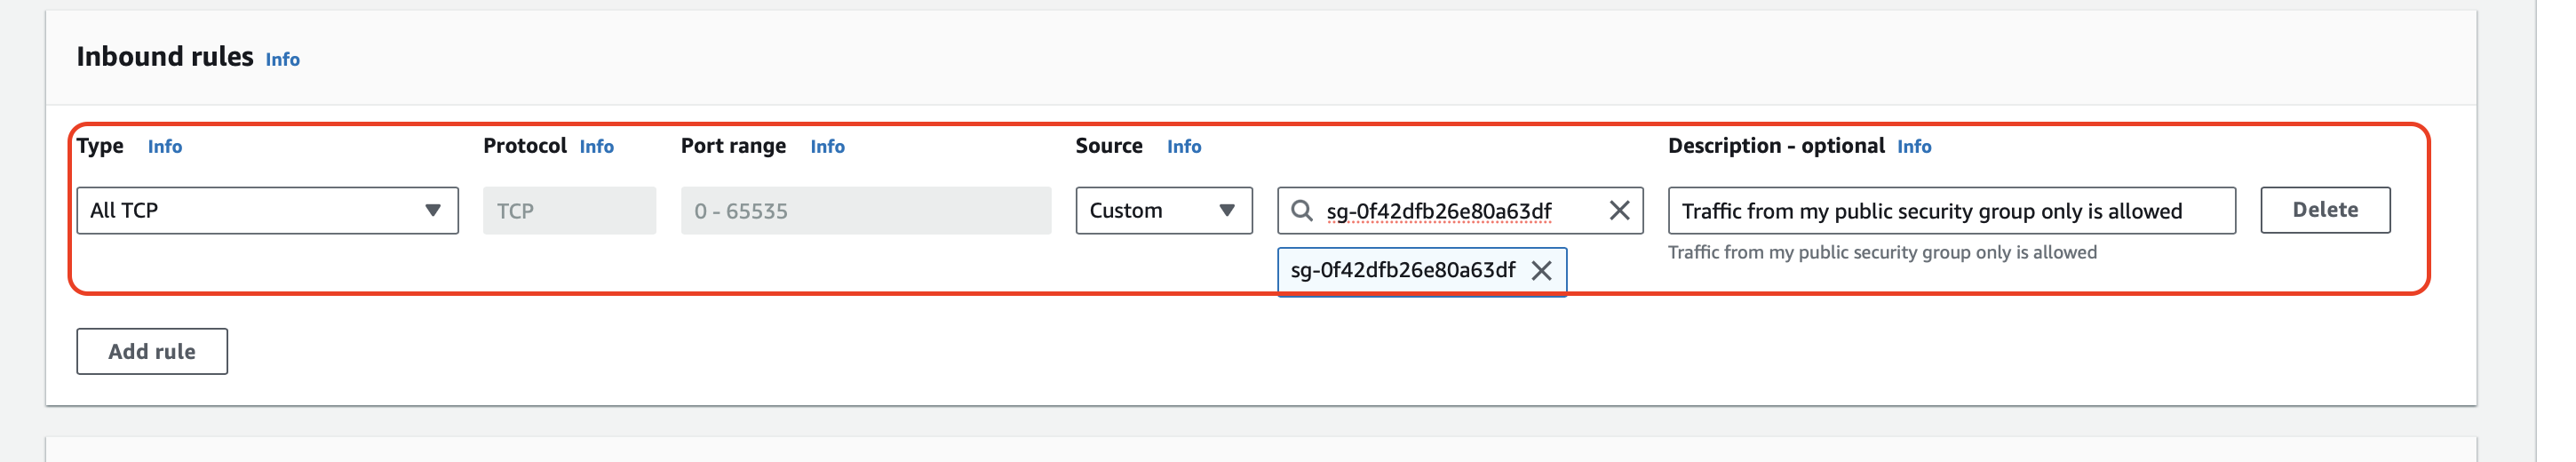 Inbound rules Info
Type Info Protocol Info Port range Info Source Info Description - optional Info
All TCP TCP 0 - 65535 Custom sg-0f42dfb26e80a63df Traffic from my public security group only is allowed Delete
sg-0f42dfb26e80a63df Traffic from my public security group only is allowed
Add rule